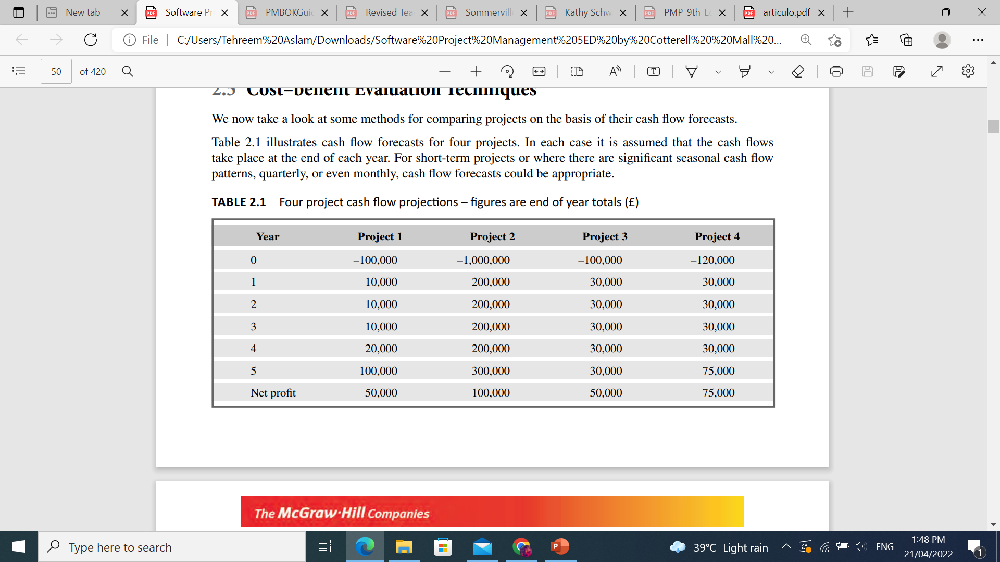 New tab
Software Pr
PMBOKGuic
Revised Tea
Sommervill
Kathy Schw
PMP_9th_Ec
articulo.pdf
File C:/Users/Tehreem%20Aslam/Downloads/Software%20Project%20Management%205ED%20by%20Cotterell%20%20Mall%20...
50 of 420
2.5 Cost–benefit Evaluation Techniques
We now take a look at some methods for comparing projects on the basis of their cash flow forecasts.
Table 2.1 illustrates cash flow forecasts for four projects. In each case it is assumed that the cash flows
take place at the end of each year. For short-term projects or where there are significant seasonal cash flow
patterns, quarterly, or even monthly, cash flow forecasts could be appropriate.
TABLE 2.1 Four project cash flow projections – figures are end of year totals (£)
Year Project 1 Project 2 Project 3 Project 4
0 –100,000 –1,000,000 –100,000 –120,000
1 10,000 200,000 30,000 30,000
2 10,000 200,000 30,000 30,000
3 10,000 200,000 30,000 30,000
4 20,000 200,000 30,000 30,000
5 100,000 300,000 30,000 75,000
Net profit 50,000 100,000 50,000 75,000
The McGraw·Hill Companies
Type here to search
39°C Light rain
ENG
1:48 PM
21/04/2022
1